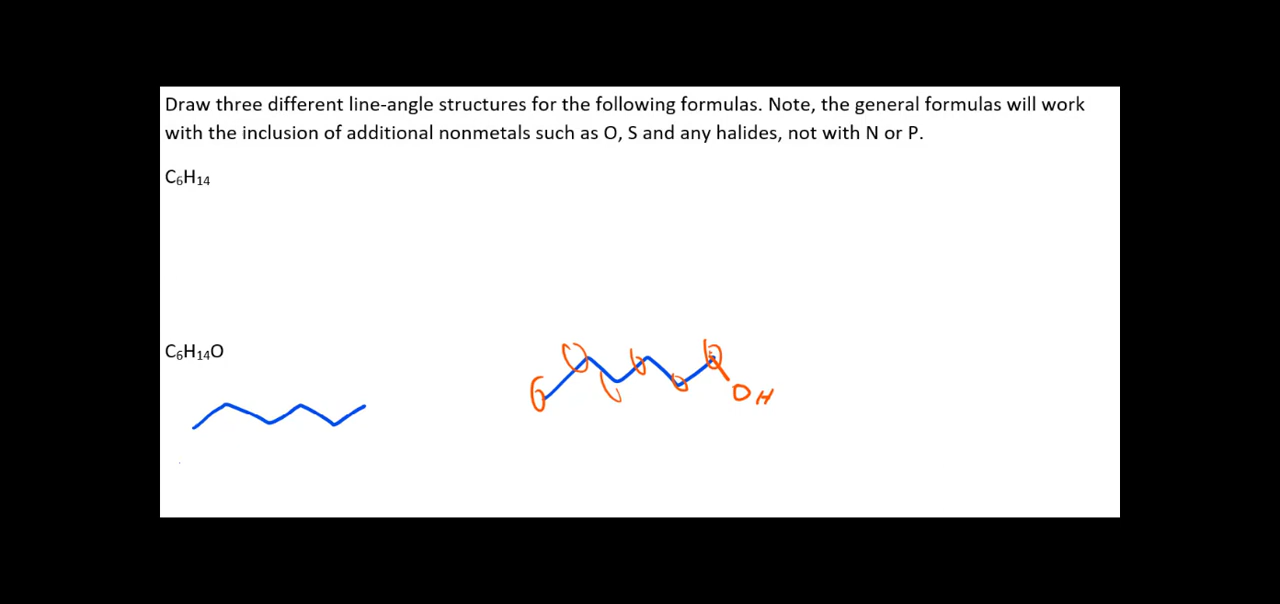 Draw three different line-angle structures for the following formulas. Note, the general formulas will work
with the inclusion of additional nonmetals such as O, S and any halides, not with N or P.
C₆H₁₄
C₆H₁₄O
OH